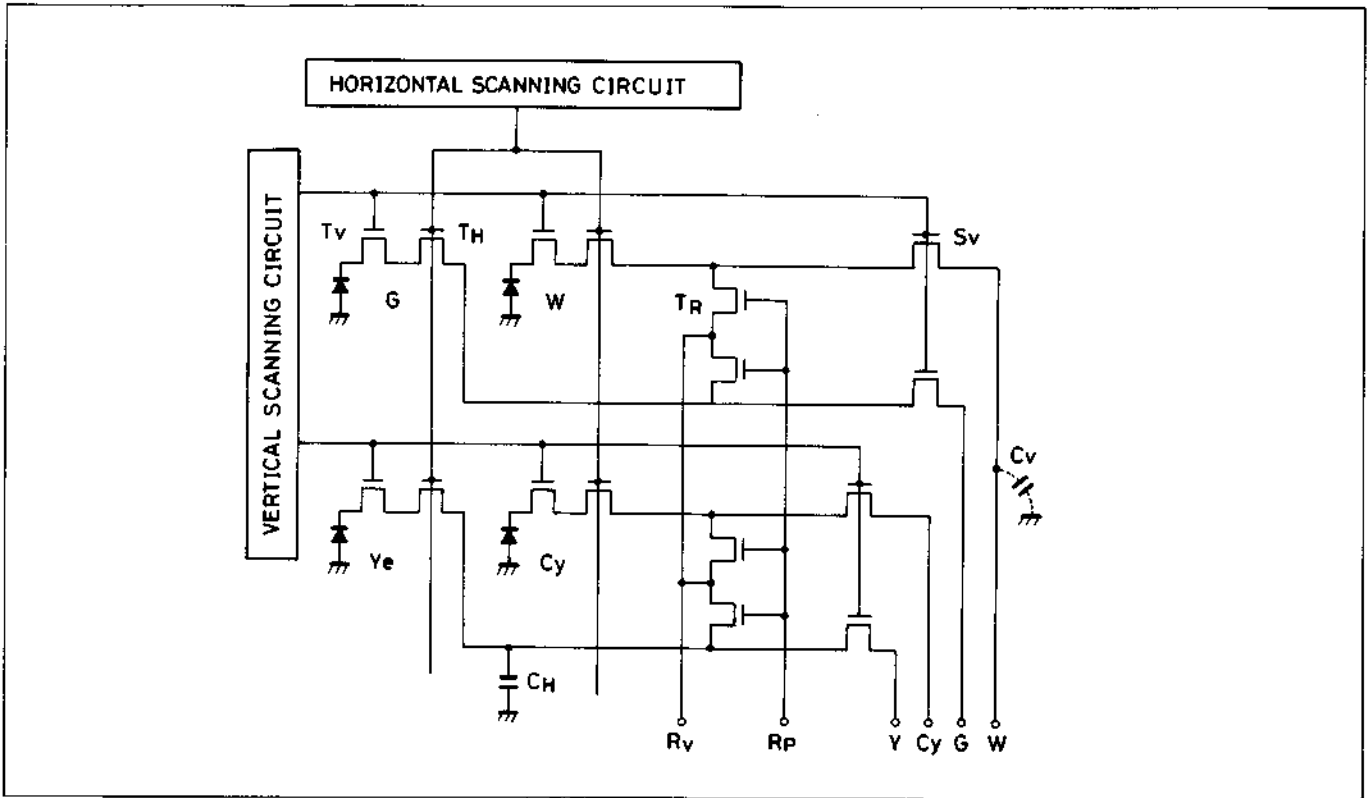 HORIZONTAL SCANNING CIRCUIT
VERTICAL SCANNING CIRCUIT
Tv TH Sv
G W TR
Cv
Ye Cy
CH
Rv Rp Y Cy G W